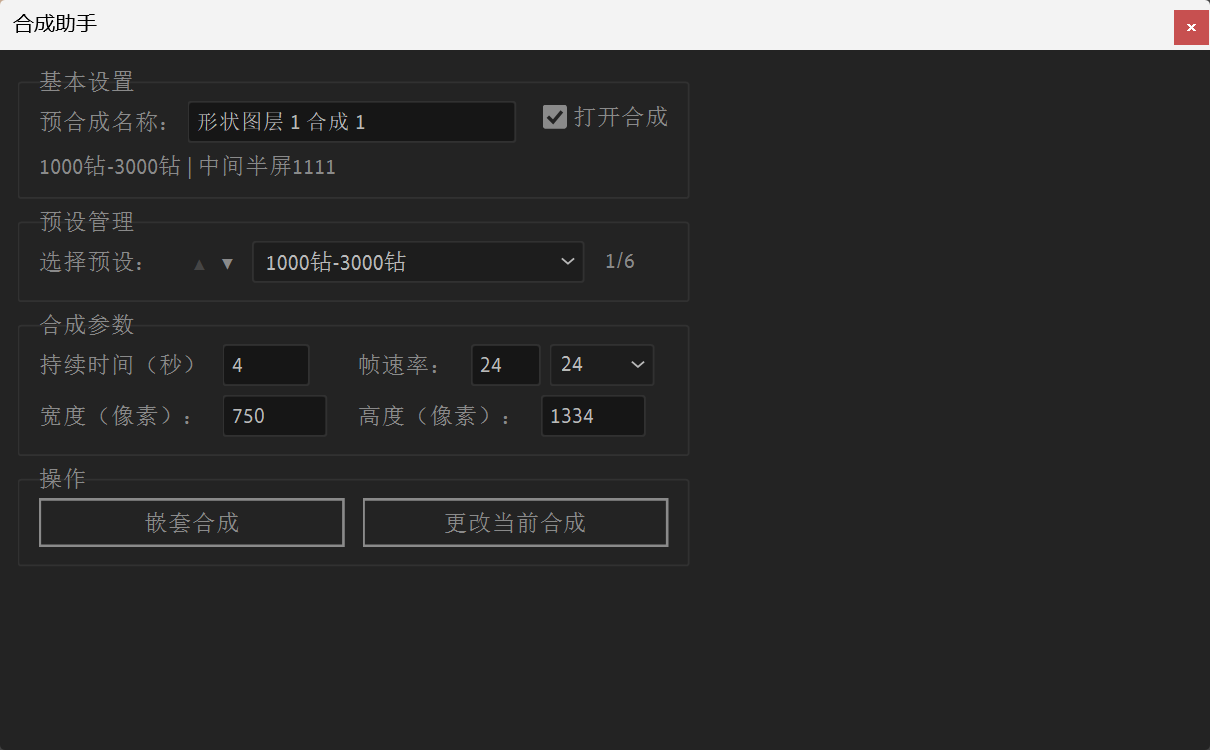 合成助手
基本设置
预合成名称： 形状图层 1 合成 1 打开合成
1000钻-3000钻 | 中间半屏1111
预设管理
选择预设： ▲ ▼ 1000钻-3000钻 1/6
合成参数
持续时间（秒） 4 帧速率： 24 24
宽度（像素）： 750 高度（像素）： 1334
操作
嵌套合成 更改当前合成